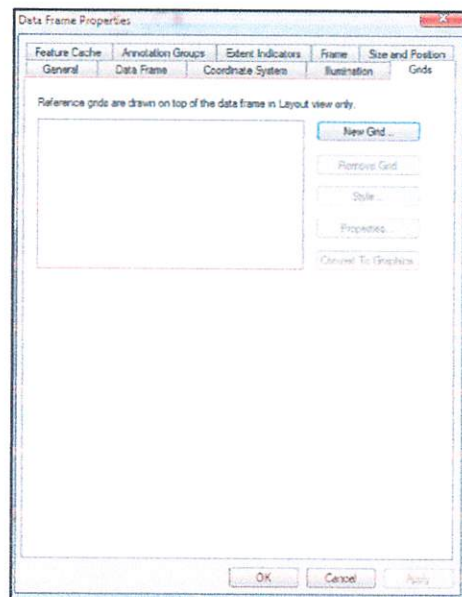 Data Frame Properties
Feature Cache Annotation Groups Extent Indicators Frame Size and Position
General Data Frame Coordinate System Illumination Grids
Reference grids are drawn on top of the data frame in Layout view only.
New Grid...
Remove Grid
Style...
Properties...
Convert To Graphics
OK Cancel Apply